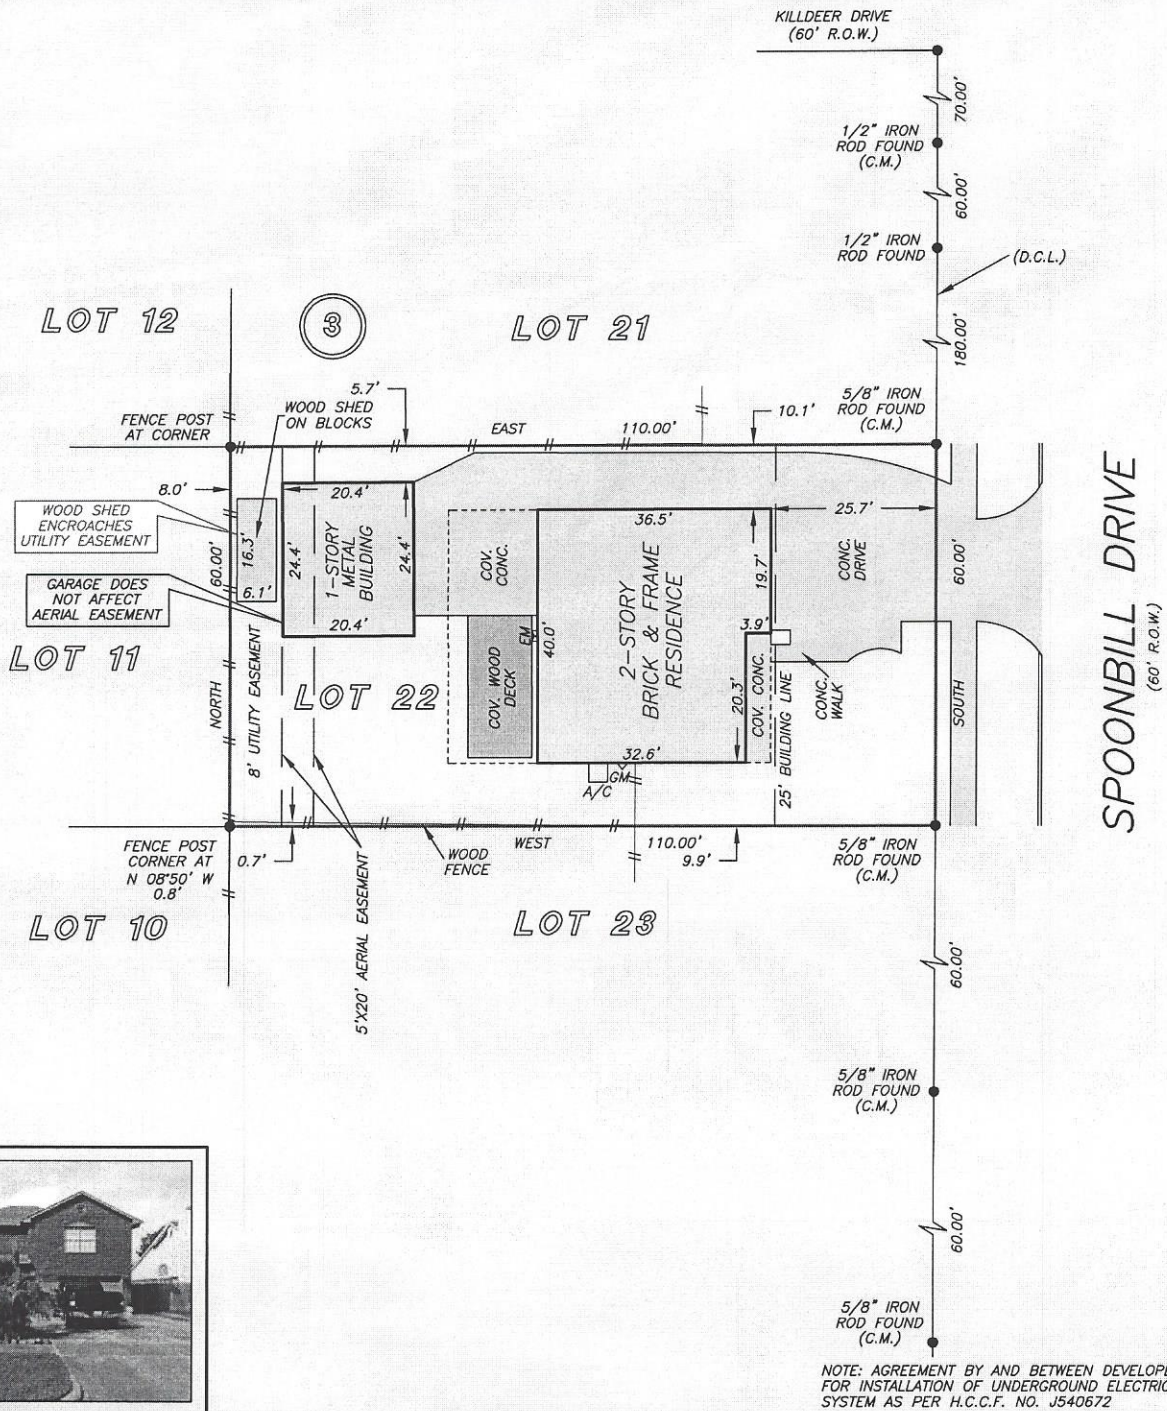 KILLDEER DRIVE
(60' R.O.W.)
70.00'
1/2" IRON
ROD FOUND
(C.M.)
60.00'
1/2" IRON
ROD FOUND
(D.C.L.)
LOT 12
3
LOT 21
180.00'
5.7'
WOOD SHED
ON BLOCKS
FENCE POST
AT CORNER
EAST
110.00'
10.1'
5/8" IRON
ROD FOUND
(C.M.)
8.0'
WOOD SHED
ENCROACHES
UTILITY EASEMENT
GARAGE DOES
NOT AFFECT
AERIAL EASEMENT
60.00'
16.3'
6.1'
20.4'
24.4'
1-STORY
METAL
BUILDING
24.4'
20.4'
COV.
CONC.
36.5'
25.7'
CONC.
DRIVE
60.00'
19.7'
3.9'
EM
40.0'
2-STORY
BRICK & FRAME
RESIDENCE
SPOONBILL DRIVE
(60' R.O.W.)
LOT 11
NORTH
8' UTILITY EASEMENT
LOT 22
COV. WOOD
DECK
20.3'
COV. CONC.
25' BUILDING LINE
CONC.
WALK
SOUTH
32.6'
GM
A/C
FENCE POST
CORNER AT
N 08°50' W
0.8'
0.7'
5'X20' AERIAL EASEMENT
WOOD
FENCE
WEST
110.00'
9.9'
5/8" IRON
ROD FOUND
(C.M.)
LOT 10
LOT 23
60.00'
5/8" IRON
ROD FOUND
(C.M.)
60.00'
5/8" IRON
ROD FOUND
(C.M.)
NOTE: AGREEMENT BY AND BETWEEN DEVELOPE
FOR INSTALLATION OF UNDERGROUND ELECTRIC
SYSTEM AS PER H.C.C.F. NO. J540672